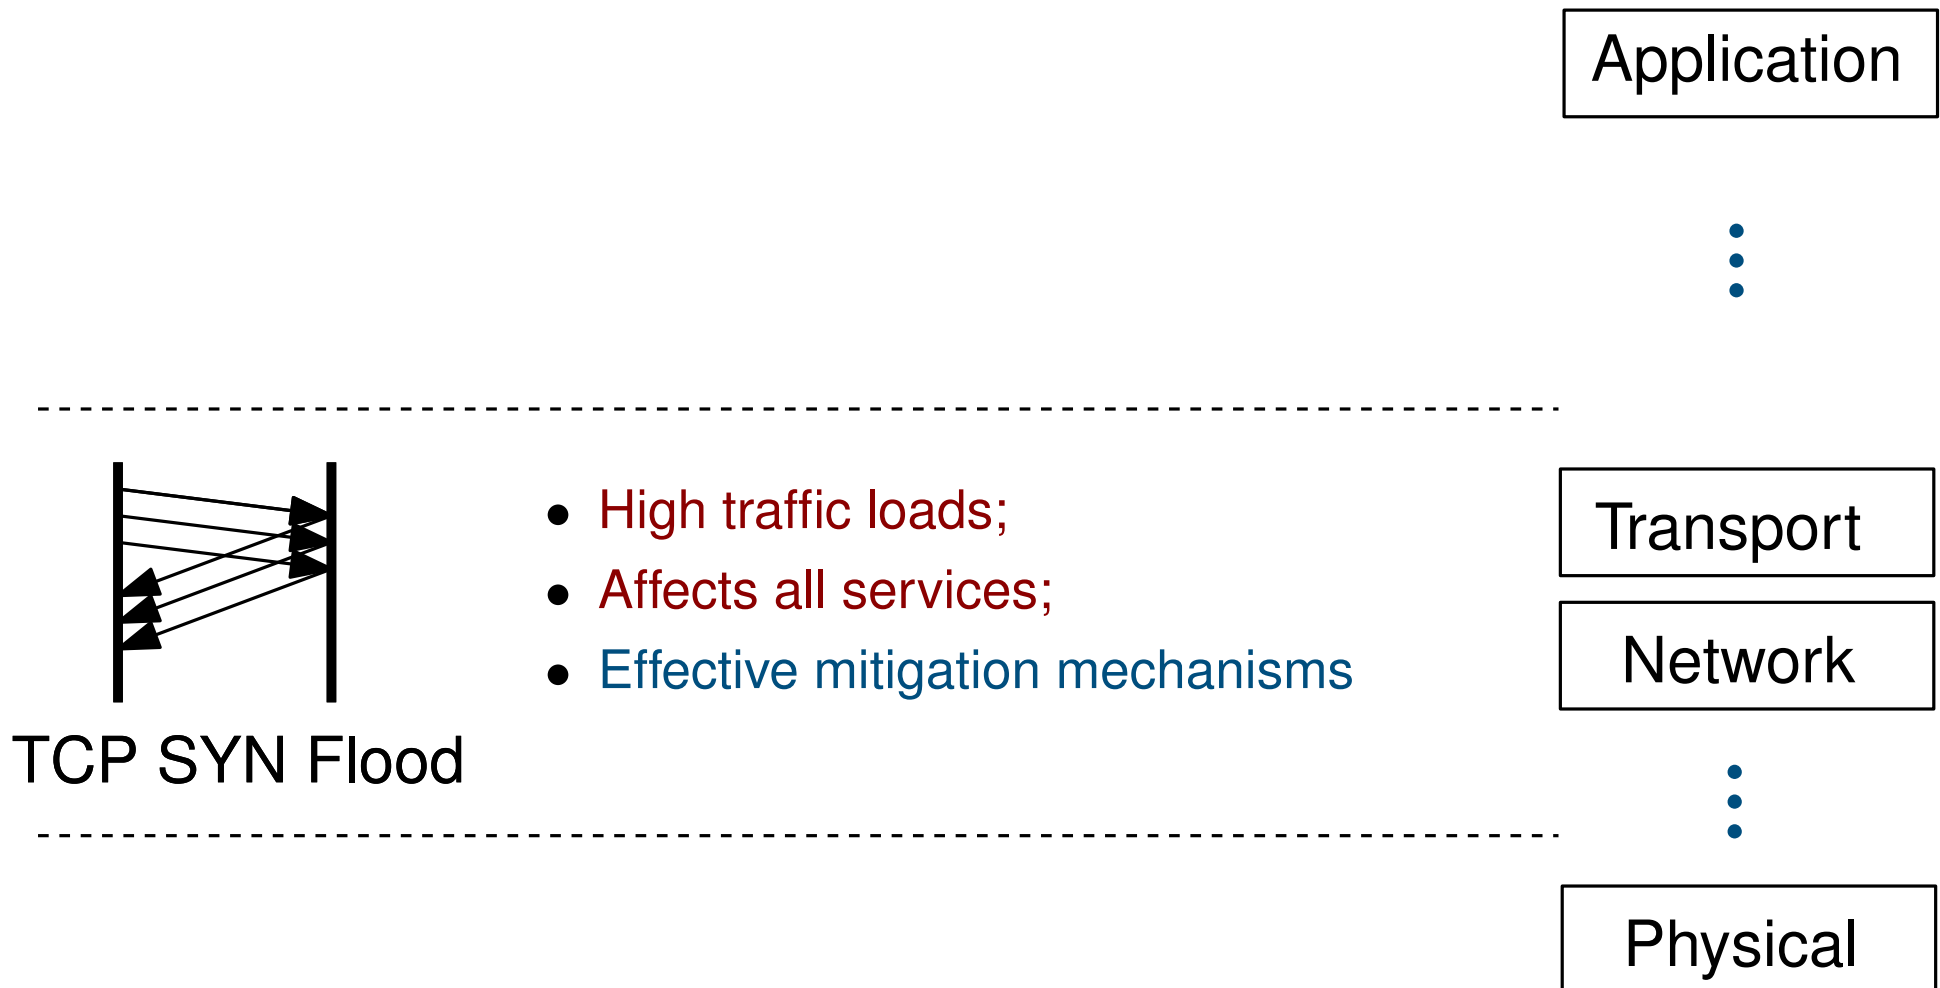 Application
High traffic loads;
Affects all services;
Effective mitigation mechanisms
TCP SYN Flood
Transport
Network
Physical